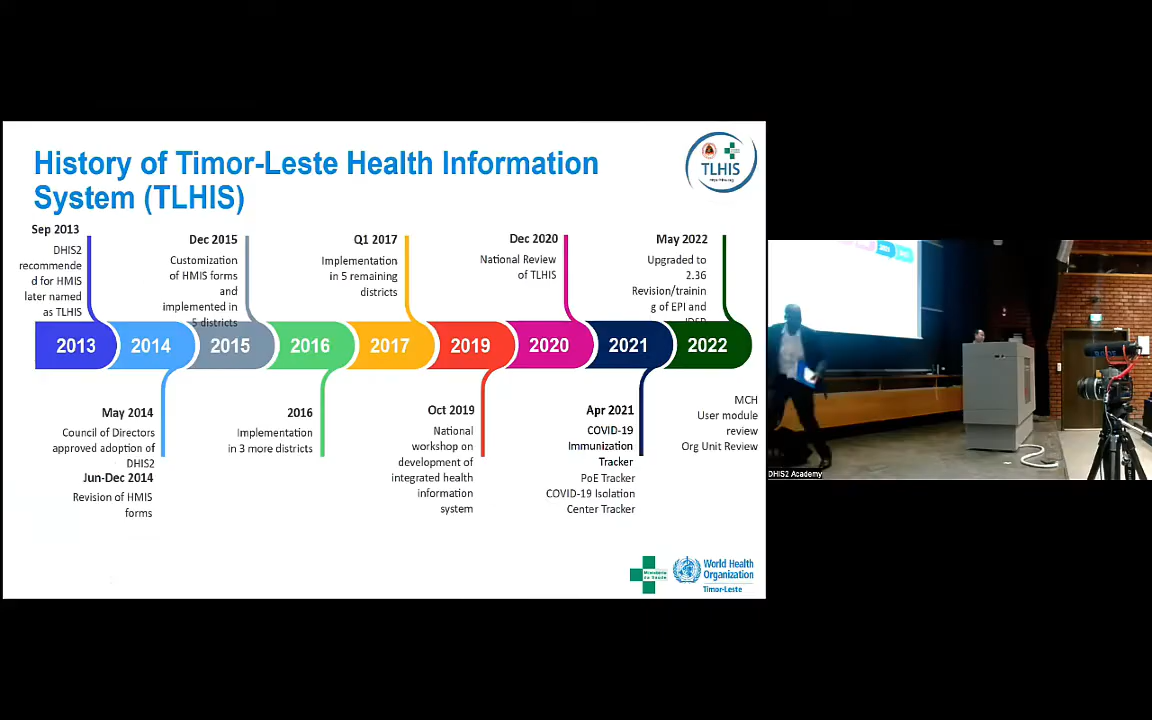 History of Timor-Leste Health Information
System (TLHIS)
TLHIS
Sep 2013
DHIS2
recommende
d for HMIS
later named
as TLHIS
Dec 2015
Customization
of HMIS forms
and
implemented in
5 districts
Q1 2017
Implementation
in 5 remaining
districts
Dec 2020
National Review
of TLHIS
May 2022
Upgraded to
2.36
Revision/trainin
g of EPI and
IDSR
2013
2014
2015
2016
2017
2019
2020
2021
2022
May 2014
Council of Directors
approved adoption of
DHIS2
Jun-Dec 2014
Revision of HMIS
forms
2016
Implementation
in 3 more districts
Oct 2019
National
workshop on
development of
integrated health
information
system
Apr 2021
COVID-19
Immunization
Tracker
PoE Tracker
COVID-19 Isolation
Center Tracker
MCH
User module
review
Org Unit Review
Ministério
da Saúde
World Health
Organization
Timor-Leste
DHIS2 Academy
RODE